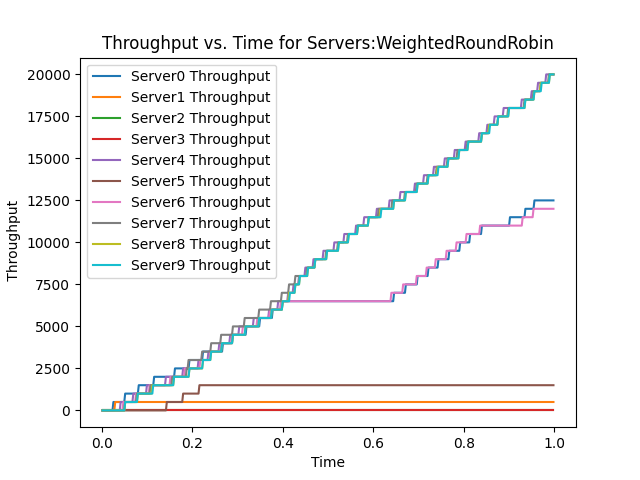 Throughput vs. Time for Servers:WeightedRoundRobin
20000
17500
15000
12500
10000
7500
5000
2500
0
Throughput
Server0 Throughput
Server1 Throughput
Server2 Throughput
Server3 Throughput
Server4 Throughput
Server5 Throughput
Server6 Throughput
Server7 Throughput
Server8 Throughput
Server9 Throughput
0.0 0.2 0.4 0.6 0.8 1.0
Time